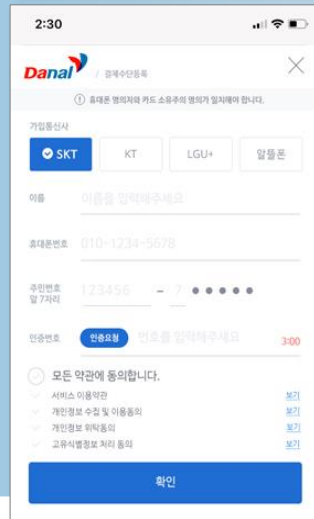 2:30
Danal / 결제수단등록
휴대폰 명의자와 카드 소유주의 명의가 일치해야 합니다.
가입통신사
SKT KT LGU+ 알뜰폰
이름 이름을 입력해주세요
휴대폰번호 010-1234-5678
주민번호 앞 7자리 123456 - 7 ●●●●●
인증번호 인증요청 번호를 입력해주세요 3:00
모든 약관에 동의합니다.
서비스 이용약관 보기
개인정보 수집 및 이용동의 보기
개인정보 위탁동의 보기
고유식별정보 처리 동의 보기
확인